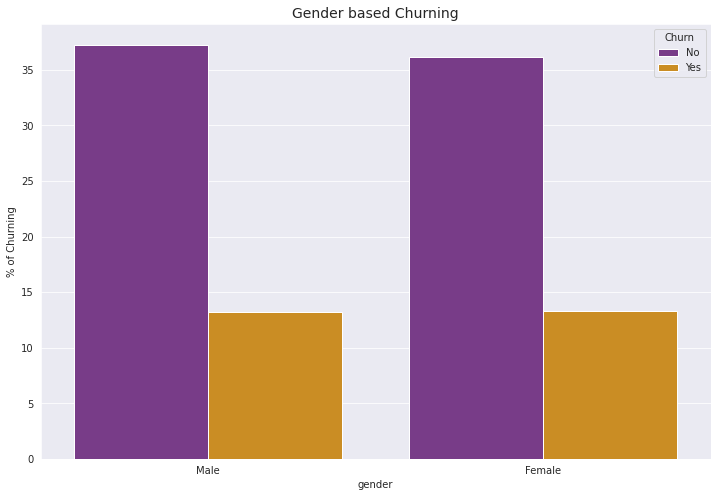 Gender based Churning
Churn
No
Yes
% of Churning
35
30
25
20
15
10
5
0
Male
Female
gender